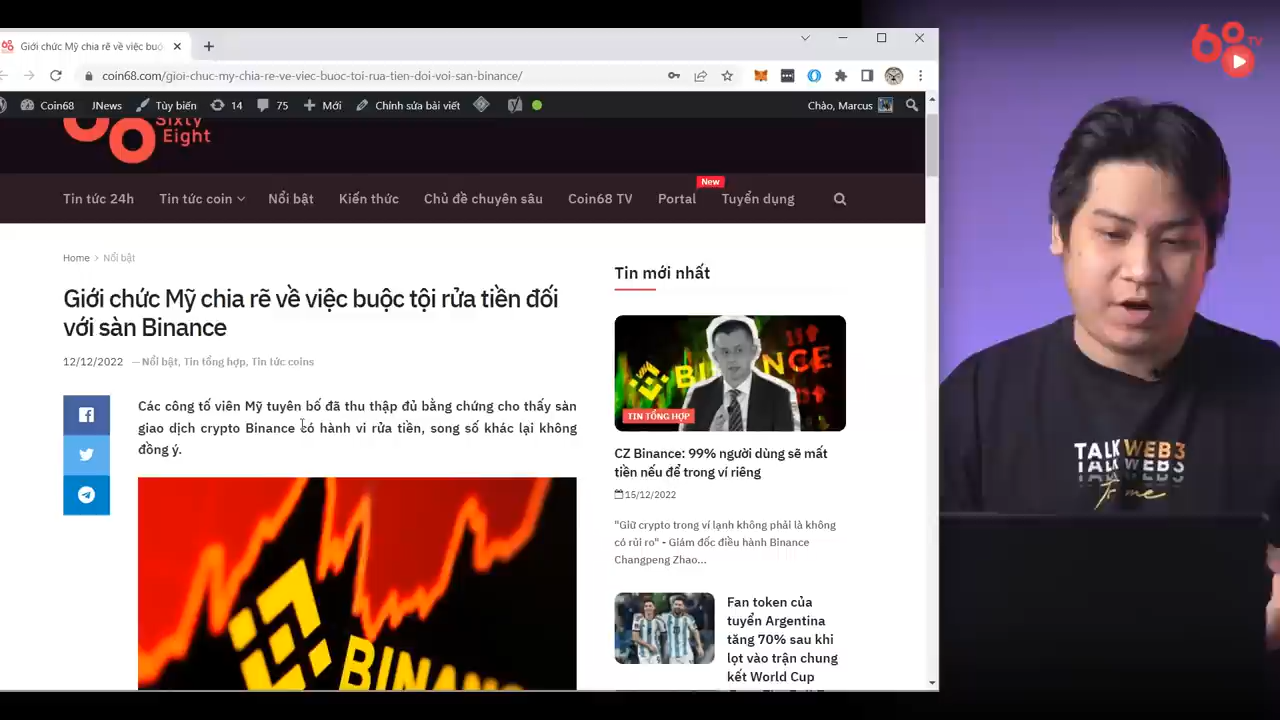 Giới chức Mỹ chia rẽ về việc buộ
coin68.com/gioi-chuc-my-chia-re-ve-viec-buoc-toi-rua-tien-doi-voi-san-binance/
Coin68 JNews Tùy biến 14 75 Mới Chỉnh sửa bài viết Chào, Marcus
Sixty
Eight
New
Tin tức 24h Tin tức coin Nổi bật Kiến thức Chủ đề chuyên sâu Coin68 TV Portal Tuyển dụng
Home > Nổi bật
Giới chức Mỹ chia rẽ về việc buộc tội rửa tiền đối
với sàn Binance
12/12/2022 — Nổi bật, Tin tổng hợp, Tin tức coins
Các công tố viên Mỹ tuyên bố đã thu thập đủ bằng chứng cho thấy sàn
giao dịch crypto Binance có hành vi rửa tiền, song số khác lại không
đồng ý.
BINANC
Tin mới nhất
BINANCE
TIN TỔNG HỢP
CZ Binance: 99% người dùng sẽ mất
tiền nếu để trong ví riêng
15/12/2022
"Giữ crypto trong ví lạnh không phải là không
có rủi ro" - Giám đốc điều hành Binance
Changpeng Zhao...
Fan token của
tuyển Argentina
tăng 70% sau khi
lọt vào trận chung
kết World Cup
68 TV
TALK WEB3
TALK WEB3
To me